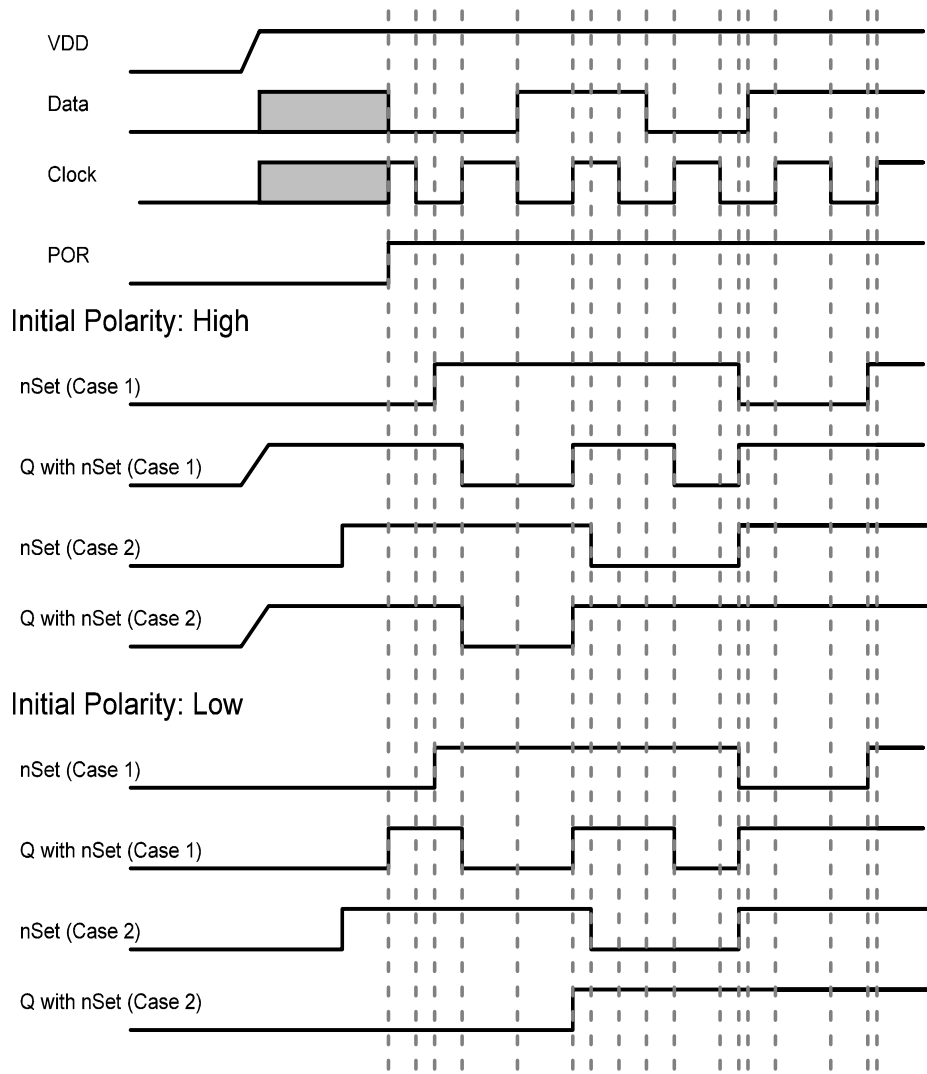 VDD
Data
Clock
POR
Initial Polarity: High
nSet (Case 1)
Q with nSet (Case 1)
nSet (Case 2)
Q with nSet (Case 2)
Initial Polarity: Low
nSet (Case 1)
Q with nSet (Case 1)
nSet (Case 2)
Q with nSet (Case 2)